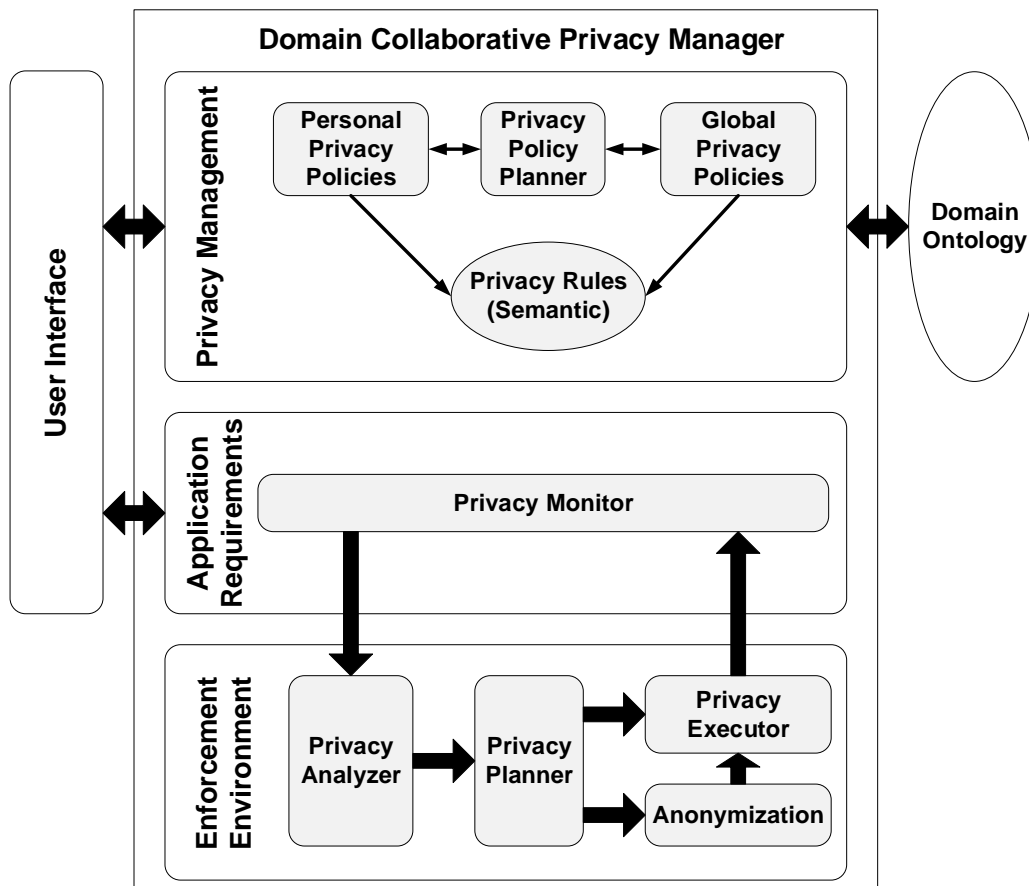 Domain Collaborative Privacy Manager
User Interface
Privacy Management
Personal
Privacy
Policies
Privacy
Policy
Planner
Global
Privacy
Policies
Privacy Rules
(Semantic)
Domain
Ontology
Application
Requirements
Privacy Monitor
Enforcement
Environment
Privacy
Analyzer
Privacy
Planner
Privacy
Executor
Anonymization